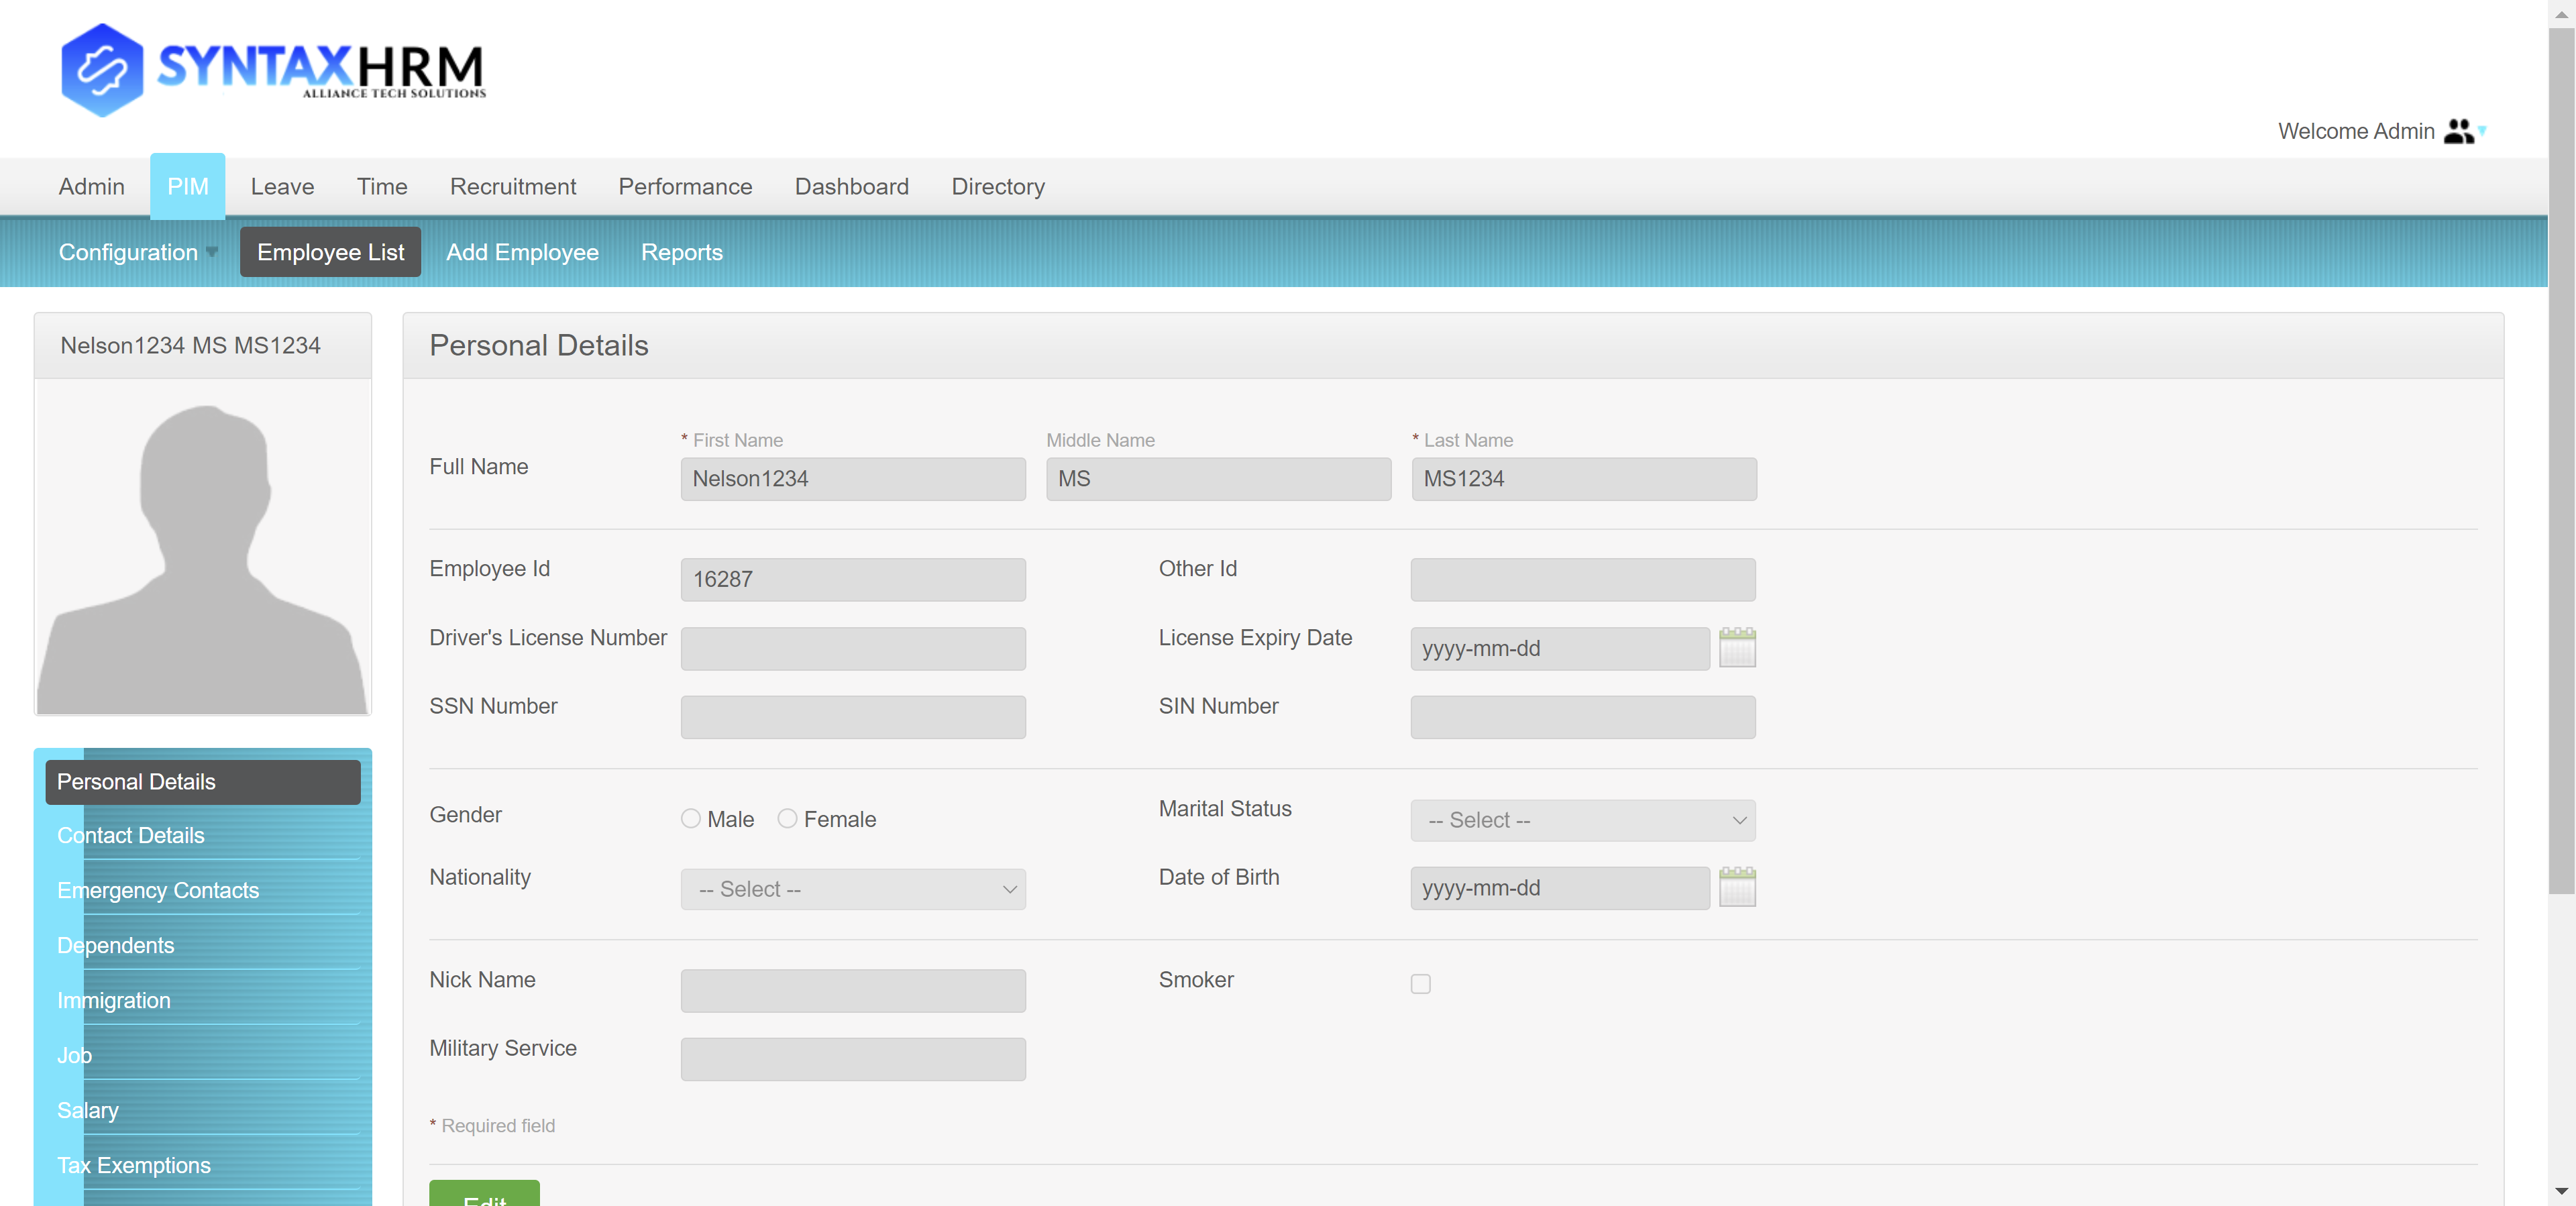 SYNTAXHRM
ALLIANCE TECH SOLUTIONS
Welcome Admin
Admin PIM Leave Time Recruitment Performance Dashboard Directory
Configuration Employee List Add Employee Reports
Nelson1234 MS MS1234
Personal Details
* First Name Middle Name * Last Name
Full Name Nelson1234 MS MS1234
Employee Id 16287 Other Id
Driver's License Number License Expiry Date yyyy-mm-dd
SSN Number SIN Number
Gender Male Female Marital Status -- Select --
Nationality -- Select -- Date of Birth yyyy-mm-dd
Nick Name Smoker
Military Service
* Required field
Edit
Personal Details
Contact Details
Emergency Contacts
Dependents
Immigration
Job
Salary
Tax Exemptions